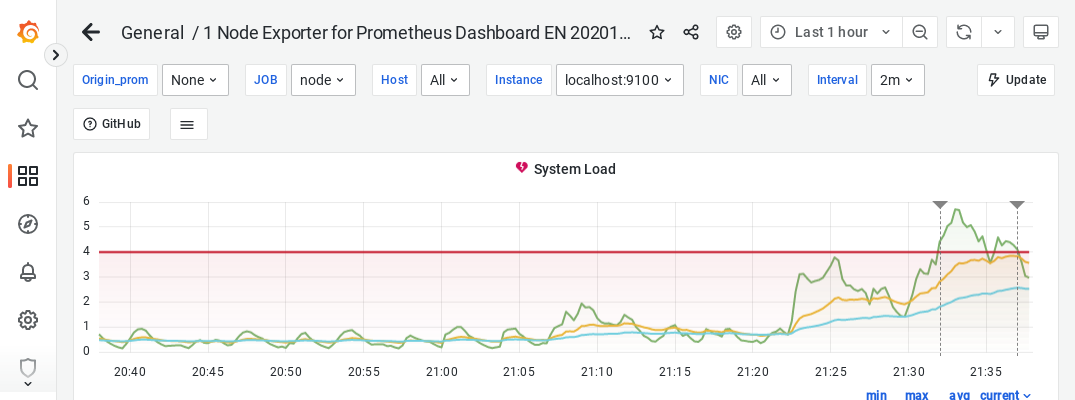 General / 1 Node Exporter for Prometheus Dashboard EN 20201... Last 1 hour
Origin_prom None JOB node Host All Instance localhost:9100 NIC All Interval 2m Update
GitHub
System Load
6
5
4
3
2
1
0
20:40 20:45 20:50 20:55 21:00 21:05 21:10 21:15 21:20 21:25 21:30 21:35
min max avg current